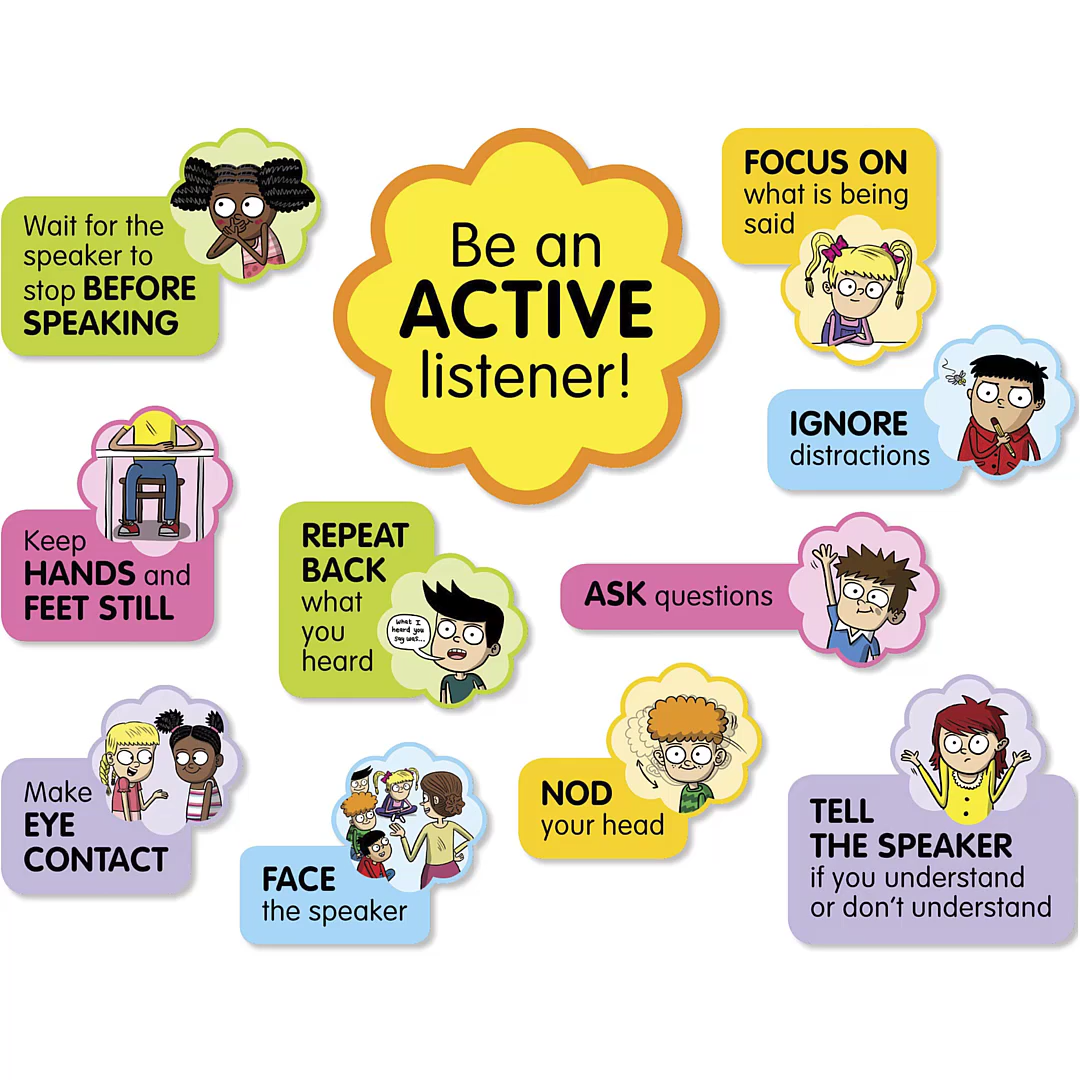 Be an
ACTIVE
listener!
Wait for the
speaker to
stop BEFORE
SPEAKING
FOCUS ON
what is being
said
IGNORE
distractions
Keep
HANDS and
FEET STILL
REPEAT
BACK
what
you
heard
What I
heard you
say was...
ASK questions
Make
EYE
CONTACT
FACE
the speaker
NOD
your head
TELL
THE SPEAKER
if you understand
or don't understand